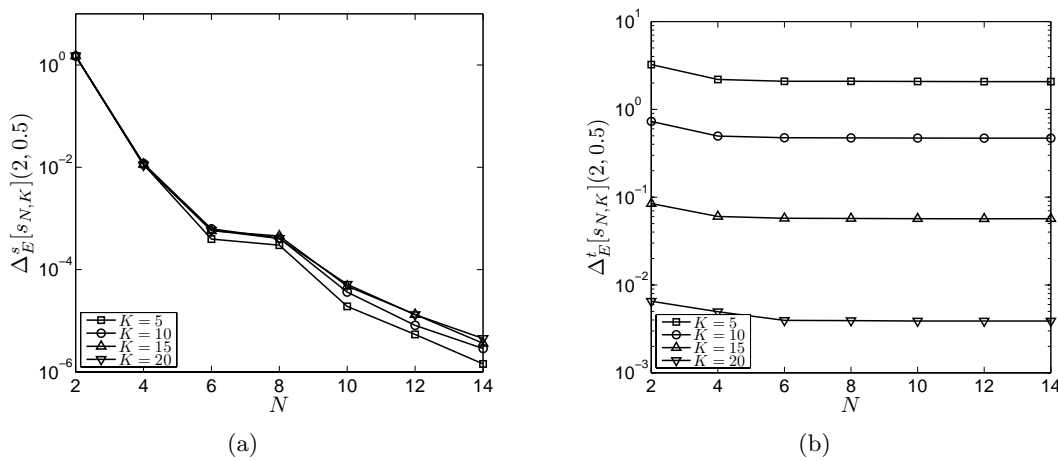 10^0
10^{-2}
10^{-4}
10^{-6}
\Delta_E^s[s_{N,K}](2, 0.5)
K = 5
K = 10
K = 15
K = 20
2 4 6 8 10 12 14
N
(a)
10^1
10^0
10^{-1}
10^{-2}
10^{-3}
\Delta_E^t[s_{N,K}](2, 0.5)
K = 5
K = 10
K = 15
K = 20
2 4 6 8 10 12 14
N
(b)